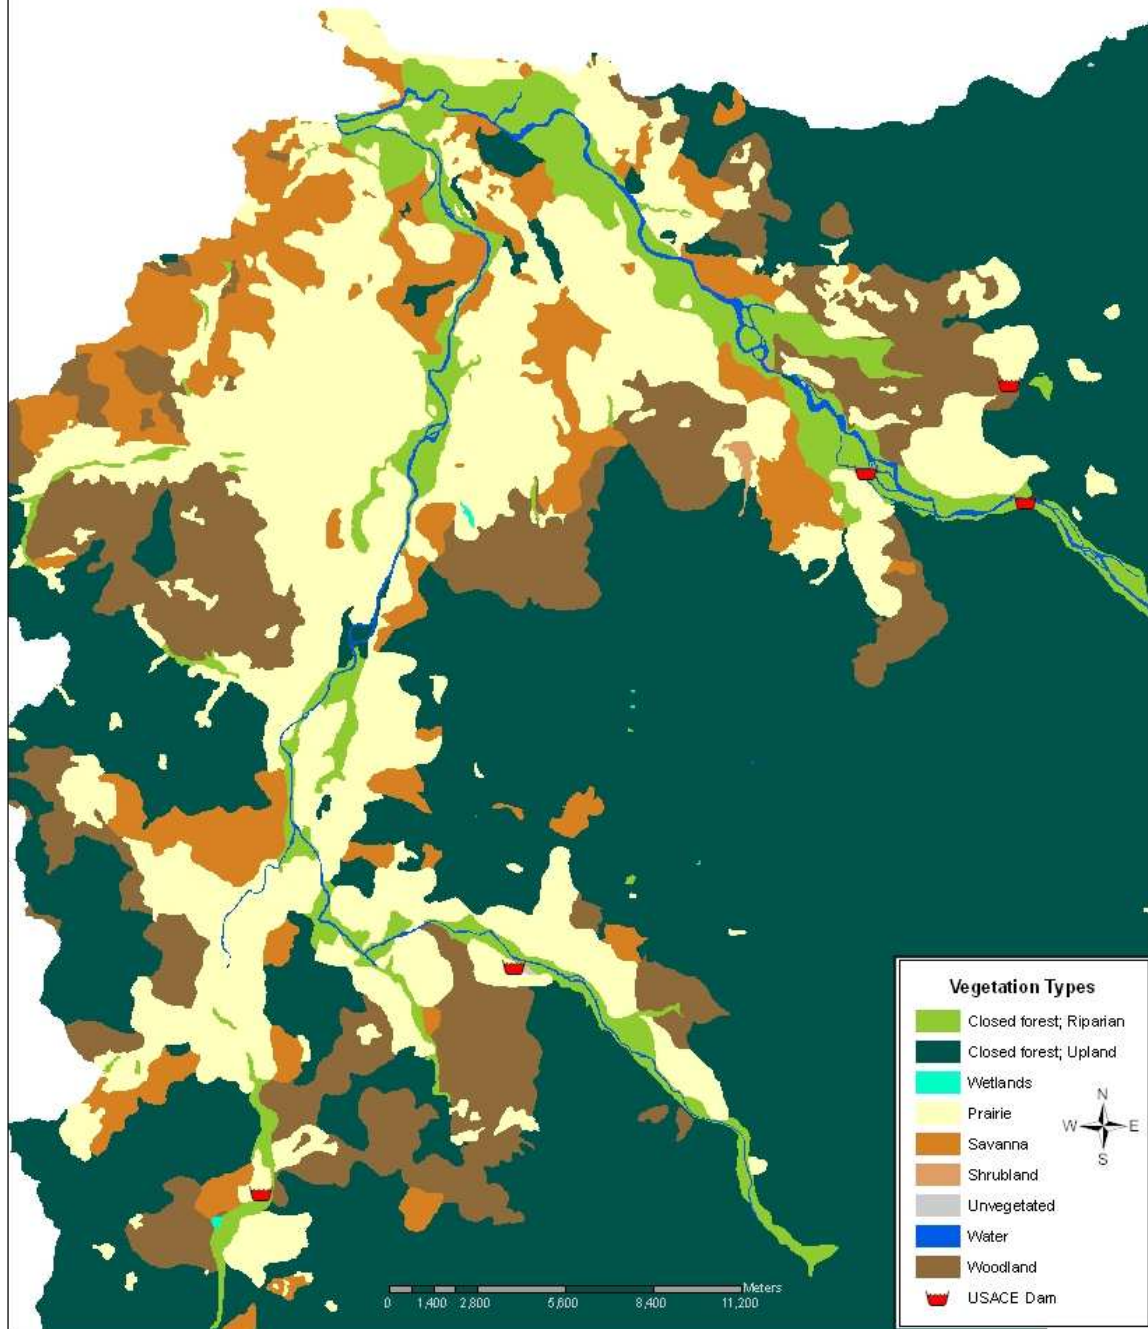 Vegetation Types
Closed forest; Riparian
Closed forest; Upland
Wetlands
Prairie
Savanna
Shrubland
Unvegetated
Water
Woodland
USACE Dam
N
W E
S
Meters
0 1,400 2,800 5,600 8,400 11,200